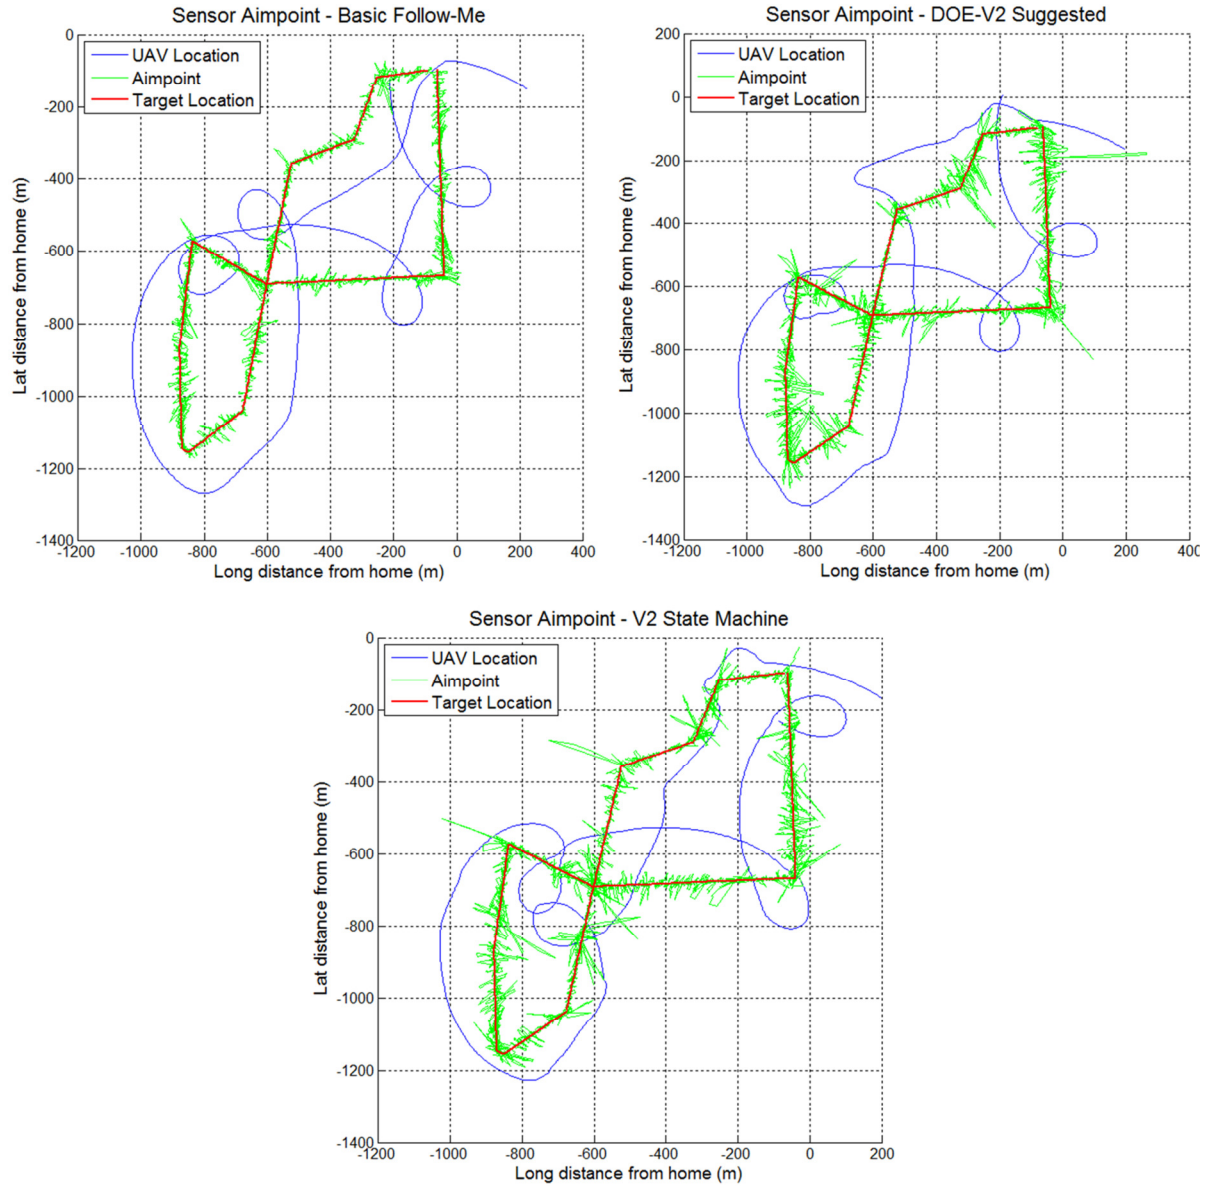 Sensor Aimpoint - Basic Follow-Me
UAV Location
Aimpoint
Target Location
0
-200
-400
-600
-800
-1000
-1200
-1400
Lat distance from home (m)
-1200 -1000 -800 -600 -400 -200 0 200 400
Long distance from home (m)
Sensor Aimpoint - DOE-V2 Suggested
UAV Location
Aimpoint
Target Location
200
0
-200
-400
-600
-800
-1000
-1200
-1400
Lat distance from home (m)
-1200 -1000 -800 -600 -400 -200 0 200 400
Long distance from home (m)
Sensor Aimpoint - V2 State Machine
UAV Location
Aimpoint
Target Location
0
-200
-400
-600
-800
-1000
-1200
-1400
Lat distance from home (m)
-1200 -1000 -800 -600 -400 -200 0 200
Long distance from home (m)